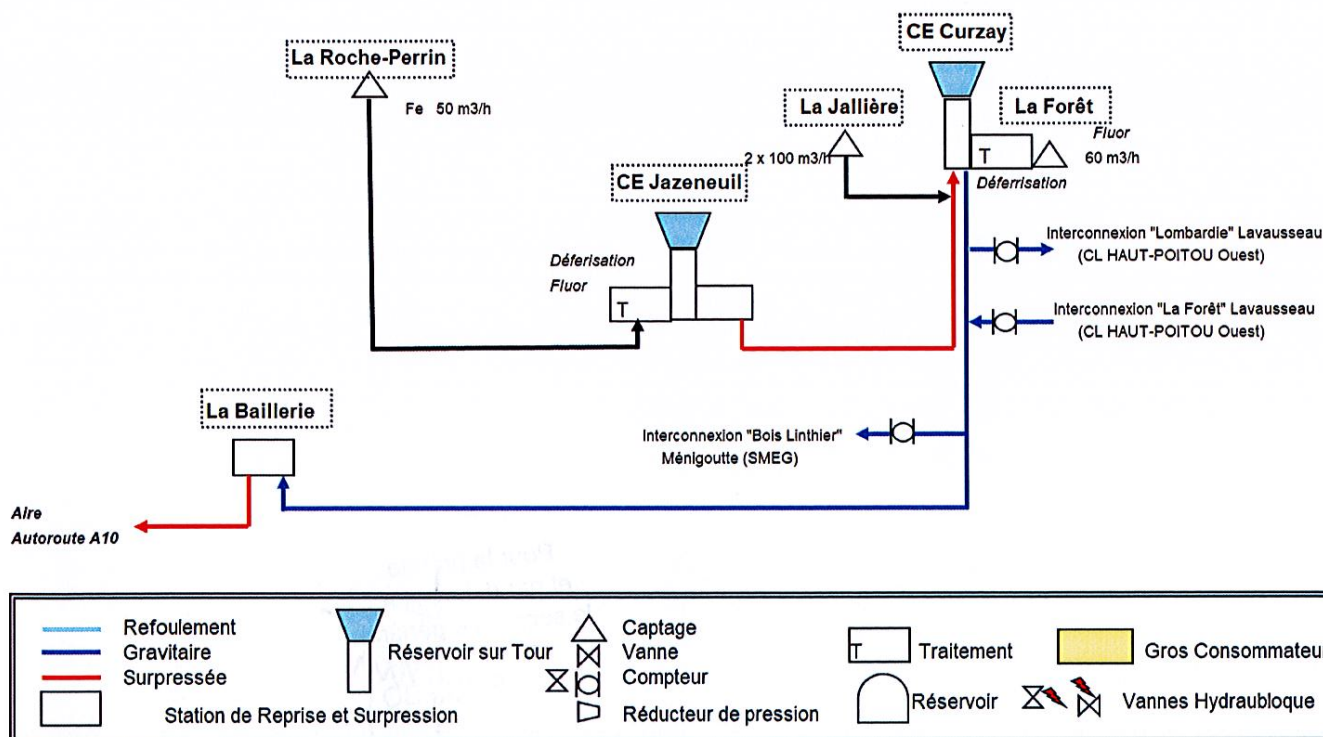 CE Curzay
La Roche-Perrin
Fe 50 m3/h
La Jallière
La Forêt
Fluor
2 x 100 m3/h
T
60 m3/h
Déferrisation
CE Jazeneuil
Interconnexion "Lombardie" Lavausseau
(CL HAUT-POITOU Ouest)
Déferisation
Fluor
T
Interconnexion "La Forêt" Lavausseau
(CL HAUT-POITOU Ouest)
La Baillerie
Interconnexion "Bois Linthier"
Ménigoutte (SMEG)
Aire
Autoroute A10
Refoulement
Gravitaire
Surpressée
Station de Reprise et Surpression
Réservoir sur Tour
Captage
Vanne
Compteur
Réducteur de pression
T
Traitement
Réservoir
Gros Consommateur
Vannes Hydraubloque